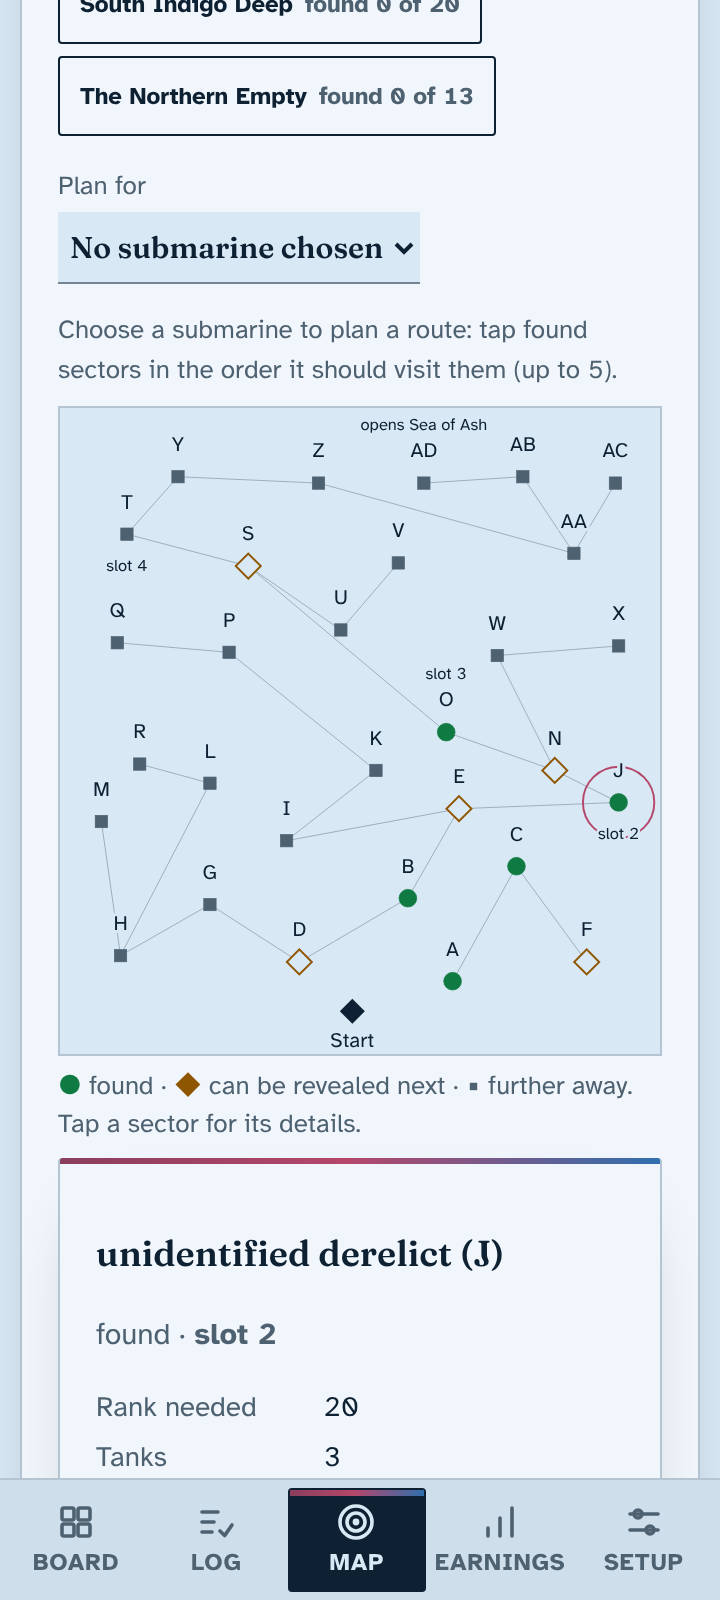 South Indigo Deep found 0 of 20
The Northern Empty found 0 of 13
Plan for
No submarine chosen
Choose a submarine to plan a route: tap found
sectors in the order it should visit them (up to 5).
opens Sea of Ash
Y
Z
AD
AB
AC
T
S
V
AA
slot 4
Q
P
U
W
X
slot 3
O
R
L
K
N
J
M
I
E
slot 2
C
G
B
H
D
A
F
Start
found · can be revealed next · further away.
Tap a sector for its details.
unidentified derelict (J)
found · slot 2
Rank needed 20
Tanks 3
BOARD
LOG
MAP
EARNINGS
SETUP